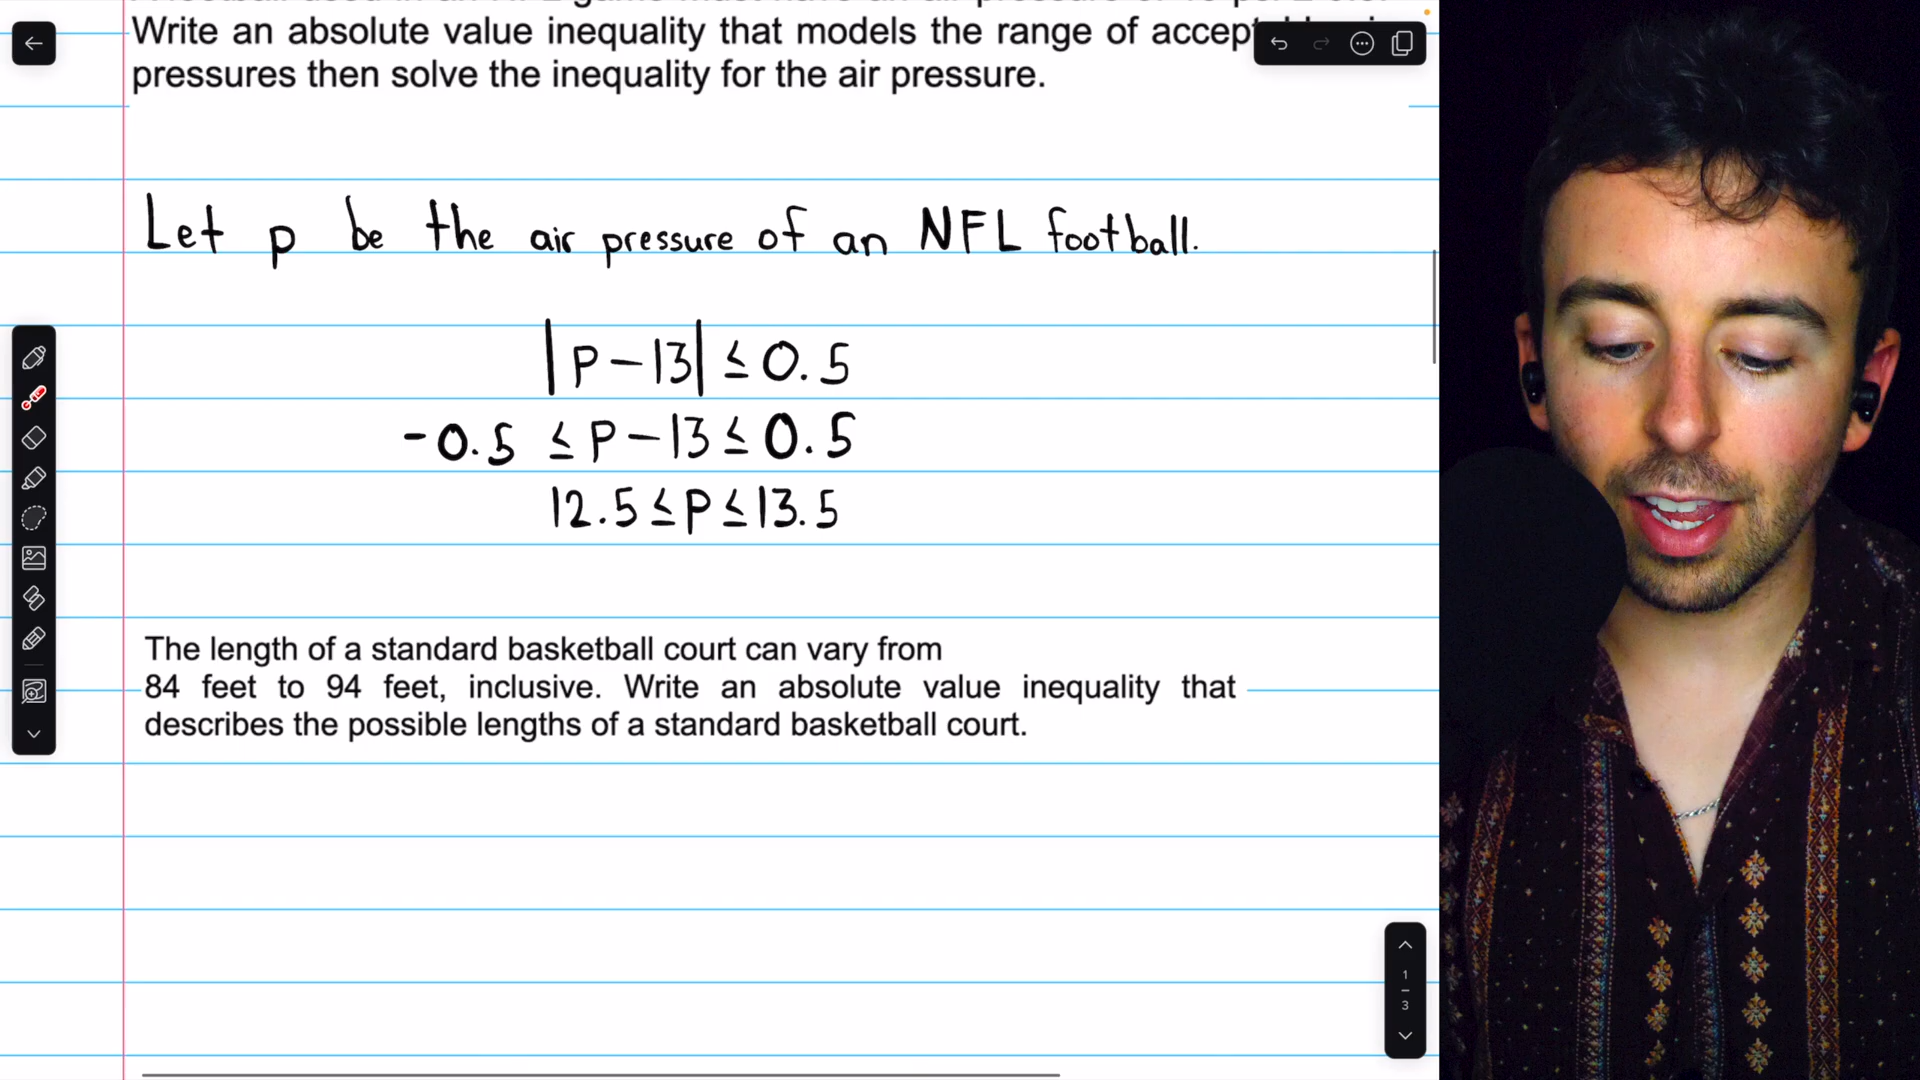 Write an absolute value inequality that models the range of
pressures then solve the inequality for the air pressure.
Let p be the air pressure of an NFL football.
|P-13| ≤ 0.5
-0.5 ≤ P-13 ≤ 0.5
12.5 ≤ P ≤ 13.5
The length of a standard basketball court can vary from
84 feet to 94 feet, inclusive. Write an absolute value inequality that
describes the possible lengths of a standard basketball court.
1
3